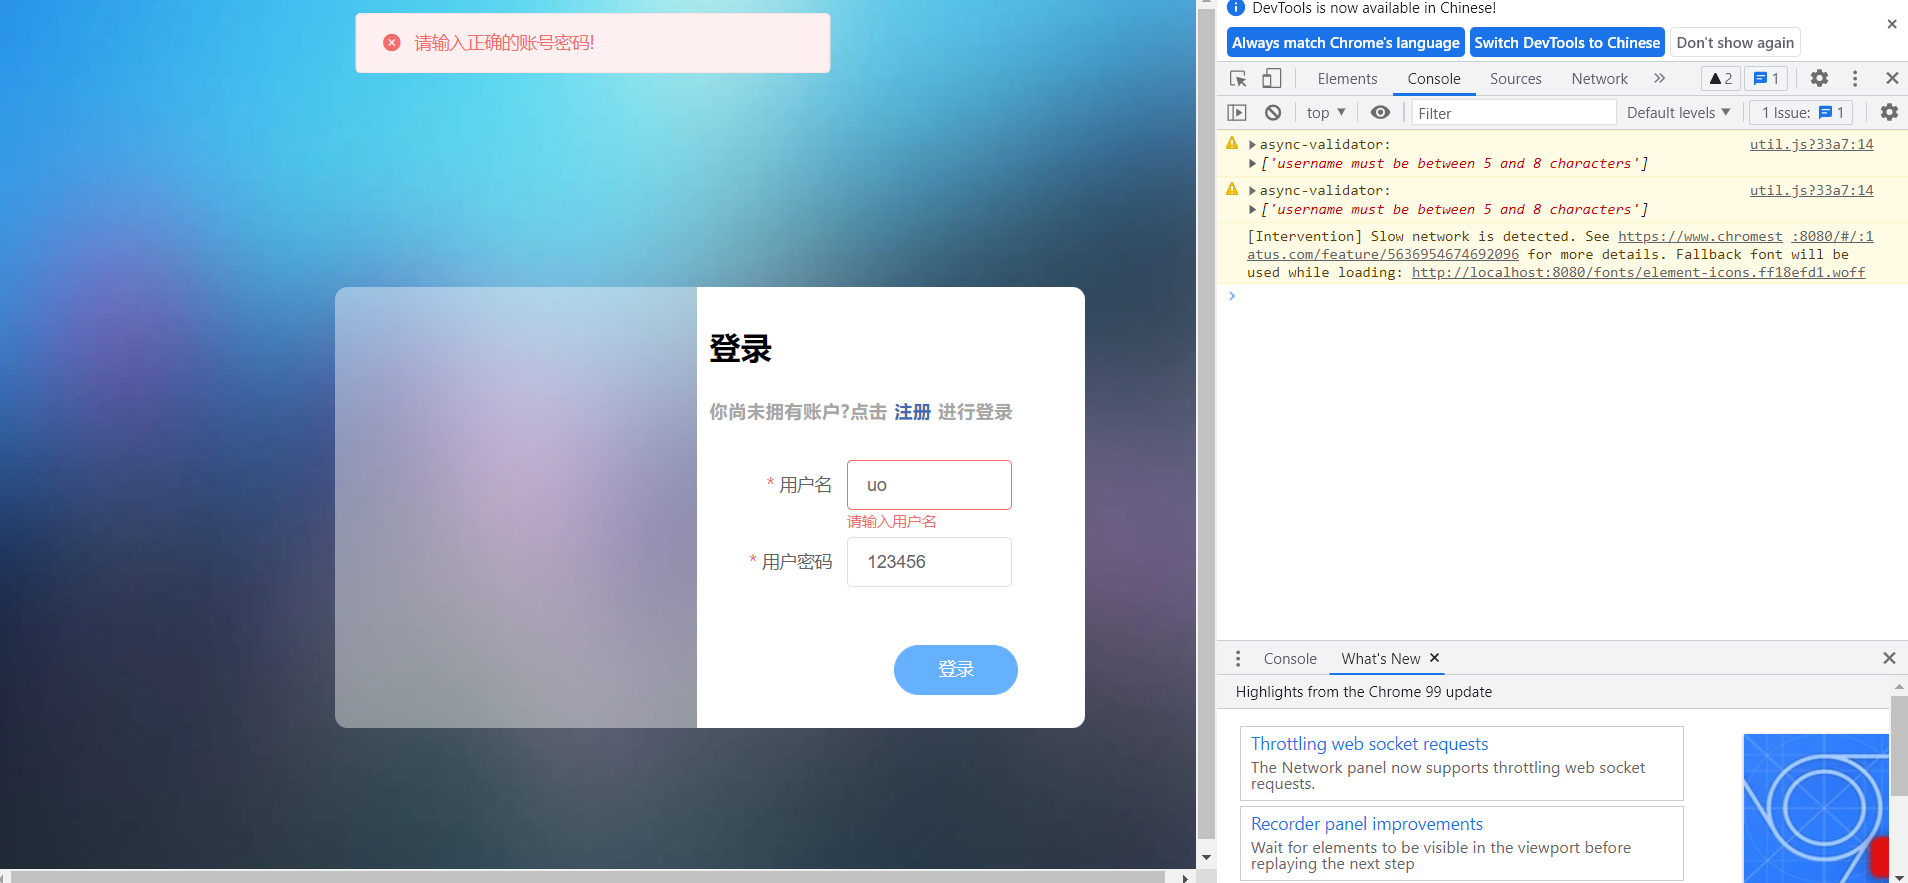 请输入正确的账号密码!
登录
你尚未拥有账户?点击 注册 进行登录
* 用户名 uo
请输入用户名
* 用户密码 123456
登录
DevTools is now available in Chinese!
Always match Chrome's language Switch DevTools to Chinese Don't show again
Elements Console Sources Network 2 1
top Filter Default levels 1 Issue: 1
async-validator: util.js?33a7:14
['username must be between 5 and 8 characters']
async-validator: util.js?33a7:14
['username must be between 5 and 8 characters']
[Intervention] Slow network is detected. See https://www.chromest :8080/#/:1
atus.com/feature/5636954674692096 for more details. Fallback font will be
used while loading: http://localhost:8080/fonts/element-icons.ff18efd1.woff
Console What's New
Highlights from the Chrome 99 update
Throttling web socket requests
The Network panel now supports throttling web socket
requests.
Recorder panel improvements
Wait for elements to be visible in the viewport before
replaying the next step